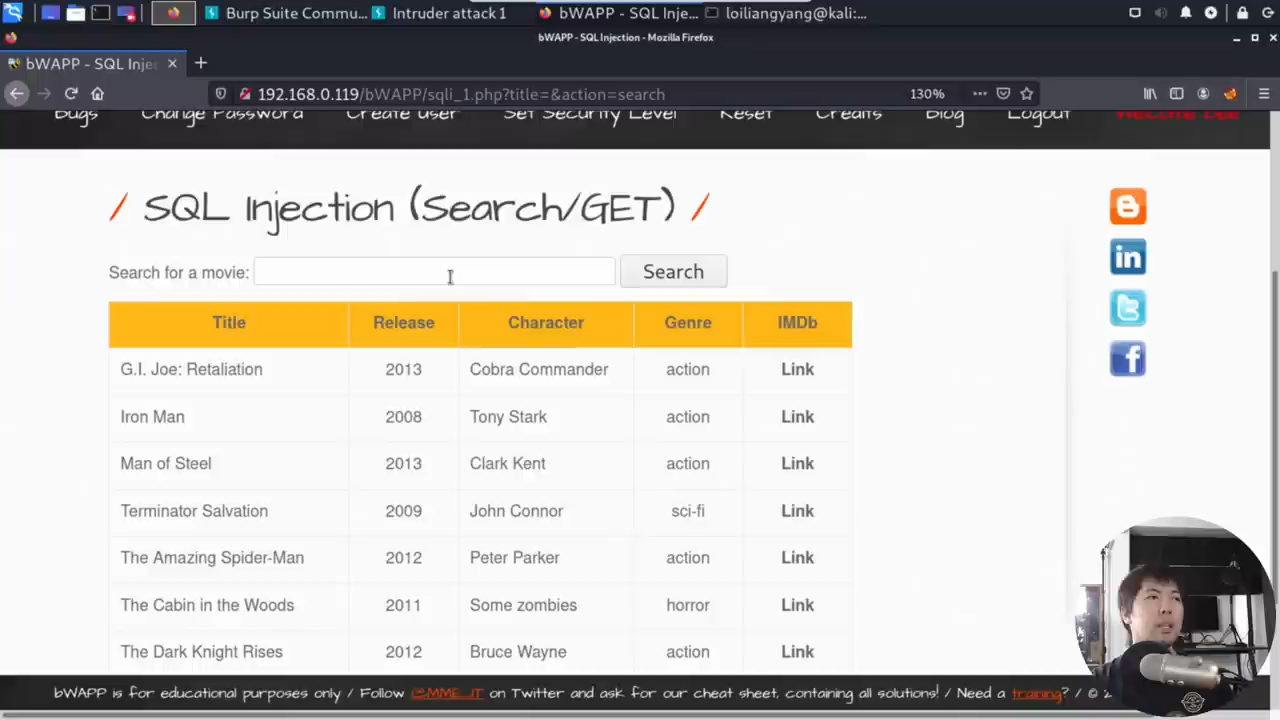 Burp Suite Commu... Intruder attack 1 bWAPP - SQL Inje... loiliangyang@kali:...
bWAPP - SQL Injection - Mozilla Firefox
bWAPP - SQL Injec
192.168.0.119/bWAPP/sqli_1.php?title=&action=search 130%
Bugs Change Password Create User Set Security Level Reset Credits Blog Logout Welcome Bee
/ SQL Injection (Search/GET) /
Search for a movie: Search
Title Release Character Genre IMDb
G.I. Joe: Retaliation 2013 Cobra Commander action Link
Iron Man 2008 Tony Stark action Link
Man of Steel 2013 Clark Kent action Link
Terminator Salvation 2009 John Connor sci-fi Link
The Amazing Spider-Man 2012 Peter Parker action Link
The Cabin in the Woods 2011 Some zombies horror Link
The Dark Knight Rises 2012 Bruce Wayne action Link
bWAPP is for educational purposes only / Follow @MME_IT on Twitter and ask for our cheat sheet, containing all solutions! / Need a training? / © 2